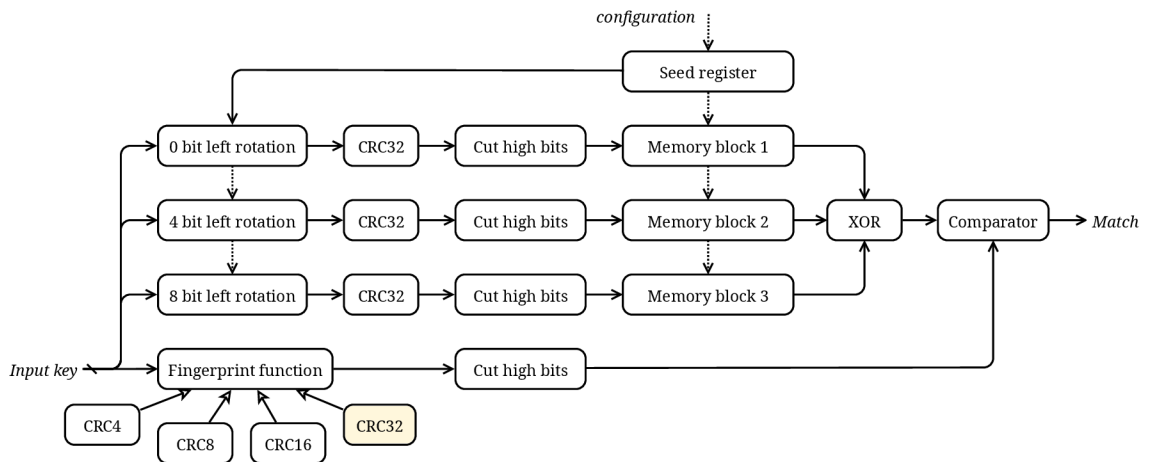 configuration
Seed register
0 bit left rotation
CRC32
Cut high bits
Memory block 1
4 bit left rotation
CRC32
Cut high bits
Memory block 2
XOR
Comparator
Match
8 bit left rotation
CRC32
Cut high bits
Memory block 3
Input key
Fingerprint function
Cut high bits
CRC4
CRC8
CRC16
CRC32